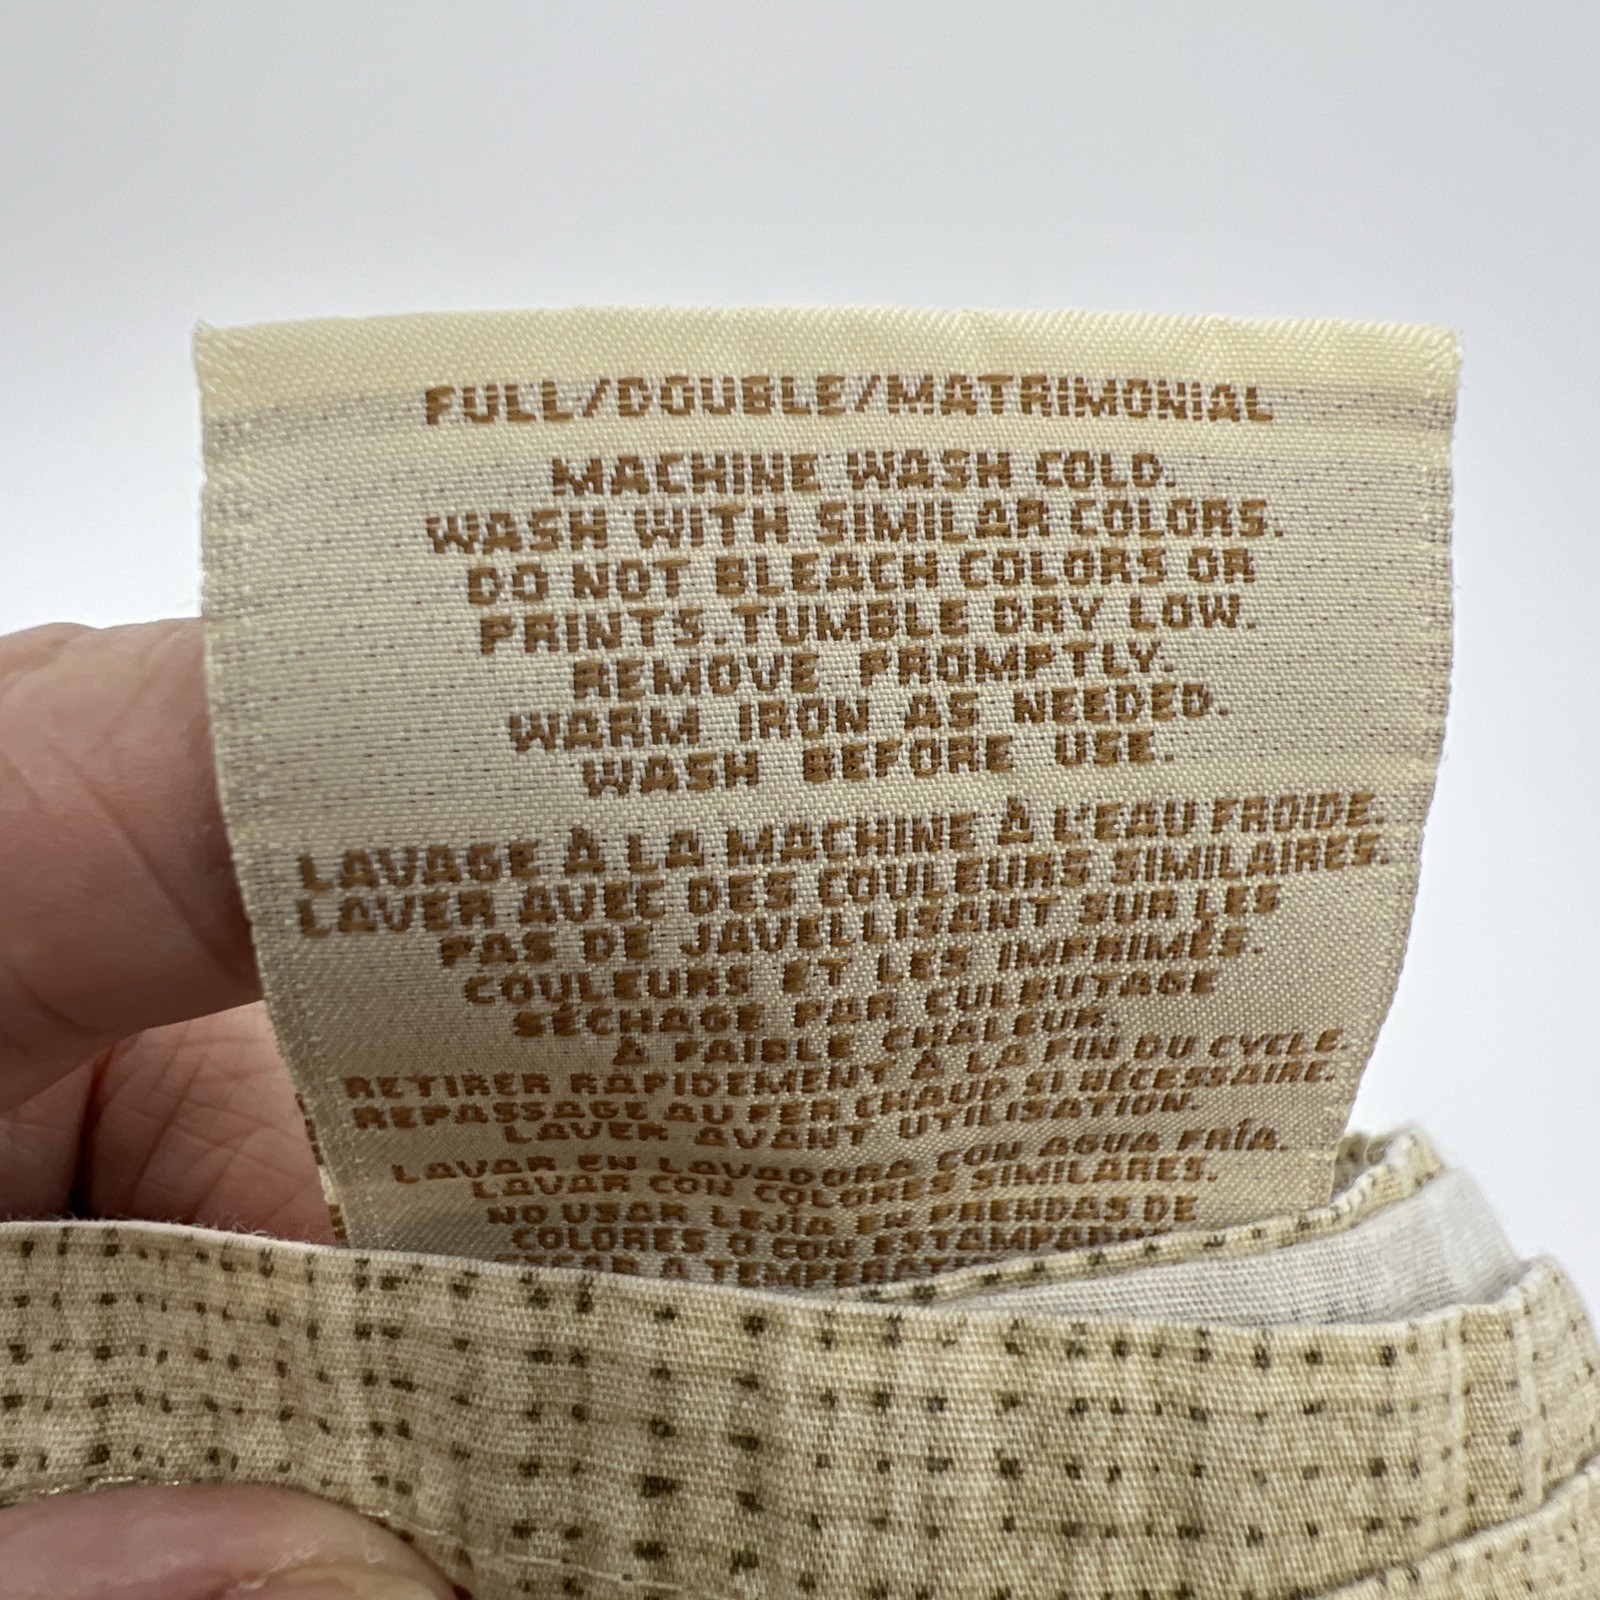 FULL/DOUBLE/MATRIMONIAL
MACHINE WASH COLD.
WASH WITH SIMILAR COLORS.
DO NOT BLEACH COLORS OR
PRINTS.TUMBLE DRY LOW.
REMOVE PROMPTLY.
WARM IRON AS NEEDED.
WASH BEFORE USE.
LAVAGE À LA MACHINE À L'EAU FROIDE.
LAVER AVEC DES COULEURS SIMILAIRES.
PAS DE JAVELLISANT SUR LES
COULEURS ET LES IMPRIMÉS.
SÉCHAGE PAR CULBUTAGE
À FAIBLE CHALEUR.
RETIRER RAPIDEMENT À LA FIN DU CYCLE.
REPASSAGE AU FER CHAUD SI NÉCESSAIRE.
LAVER AVANT UTILISATION.
LAVAR EN LAVADORA CON AGUA FRÍA.
LAVAR CON COLORES SIMILARES.
NO USAR LEJÍA EN PRENDAS DE
COLORES O CON
A